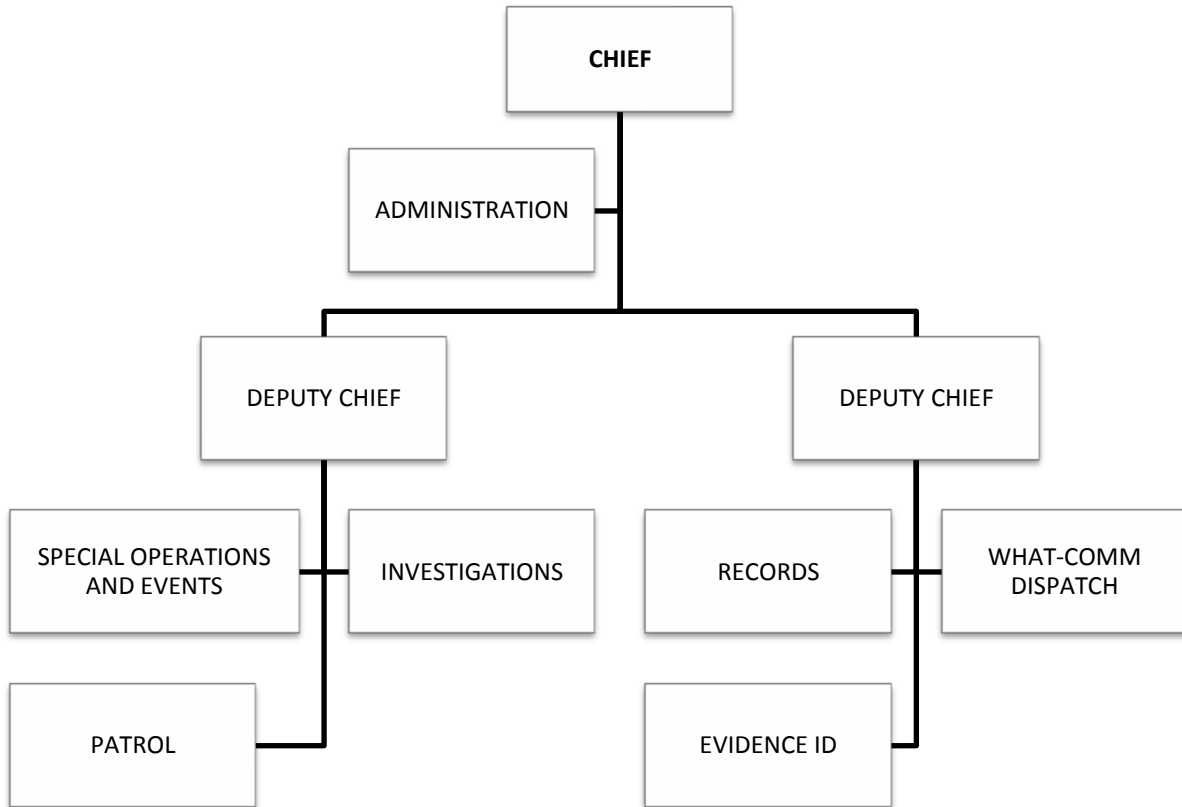 CHIEF
ADMINISTRATION
DEPUTY CHIEF
DEPUTY CHIEF
SPECIAL OPERATIONS
AND EVENTS
INVESTIGATIONS
RECORDS
WHAT-COMM
DISPATCH
PATROL
EVIDENCE ID